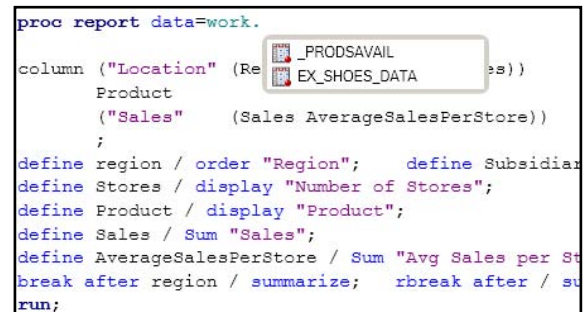 proc report data=work.
_PRODSAVAIL
column ("Location" (Re es))
EX_SHOES_DATA
Product
("Sales" (Sales AverageSalesPerStore))
;
define region / order "Region"; define Subsidiar
define Stores / display "Number of Stores";
define Product / display "Product";
define Sales / Sum "Sales";
define AverageSalesPerStore / Sum "Avg Sales per St
break after region / summarize; rbreak after / su
run;